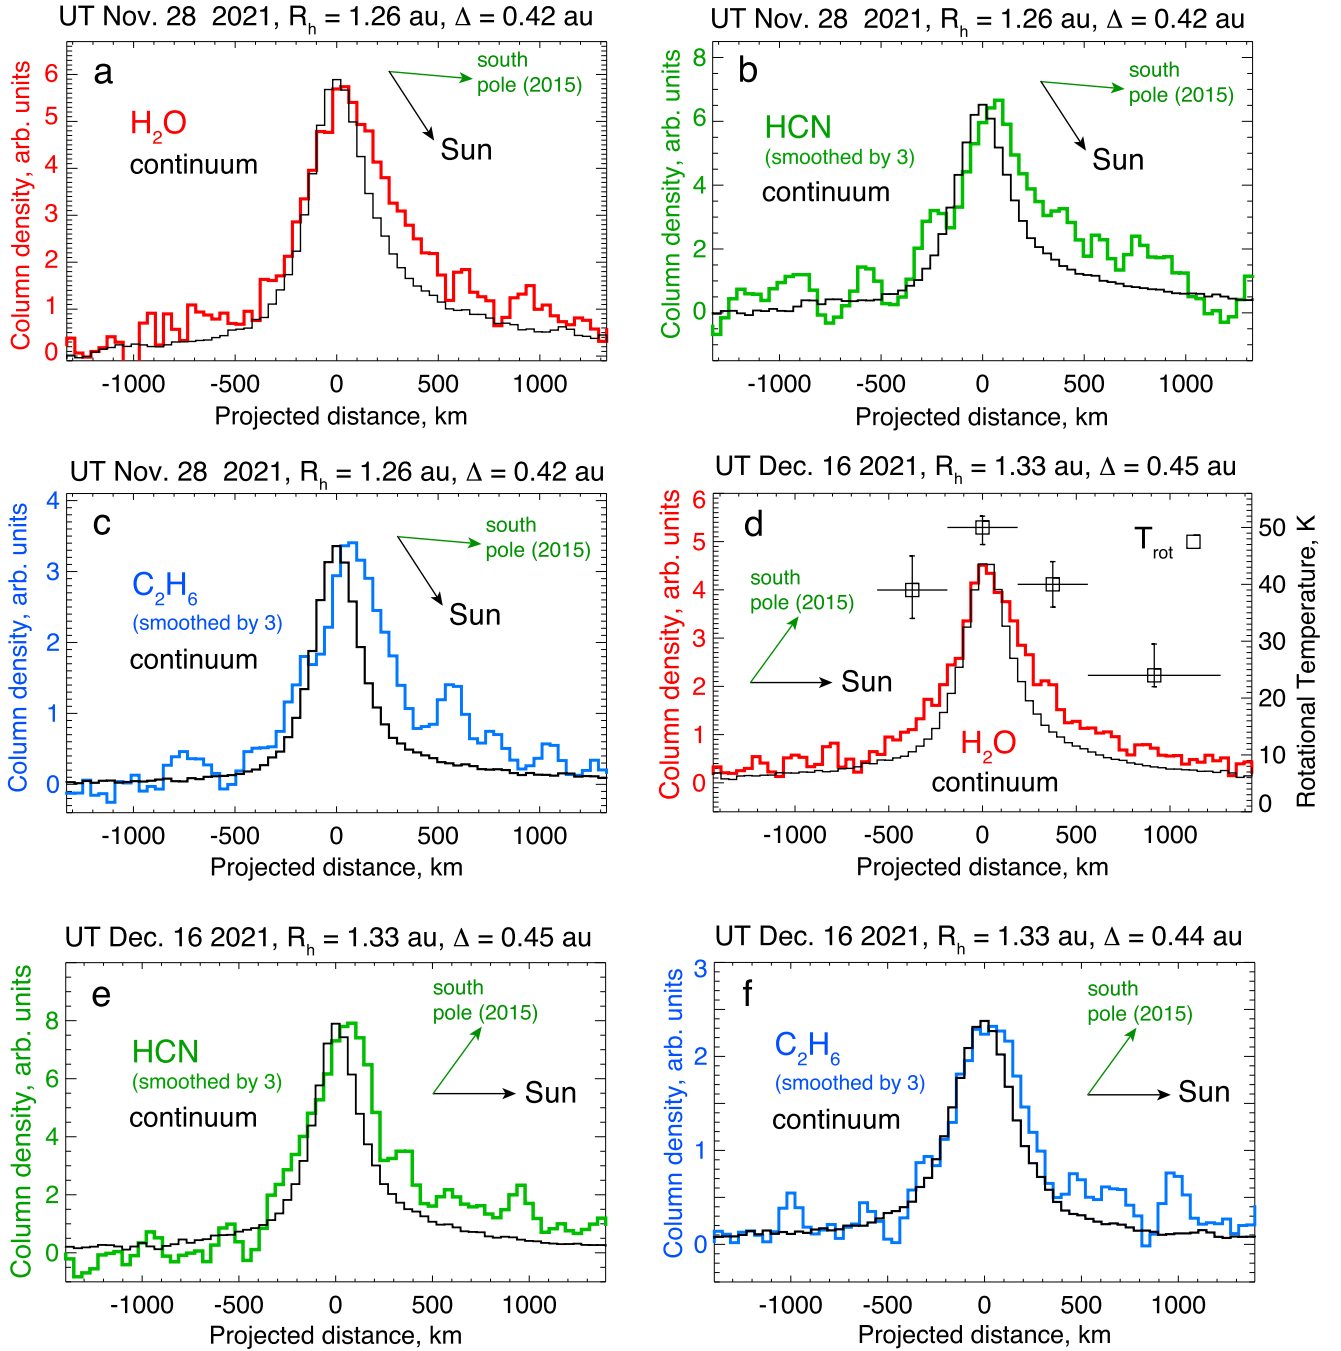 UT Nov. 28  2021, Rh = 1.26 au, Δ = 0.42 au
a
H2O
continuum
south
pole (2015)
Sun
Column density, arb. units
6
5
4
3
2
1
0
-1000 -500 0 500 1000
Projected distance, km
UT Nov 28  2021, Rh = 1.26 au, Δ = 0.42 au
b
HCN
(smoothed by 3)
continuum
south
pole (2015)
Sun
Column density, arb. units
8
6
4
2
0
-1000 -500 0 500 1000
Projected distance, km
UT Nov. 28  2021, Rh = 1.26 au, Δ = 0.42 au
c
C2H6
(smoothed by 3)
continuum
south
pole (2015)
Sun
Column density, arb. units
4
3
2
1
0
-1000 -500 0 500 1000
Projected distance, km
UT Dec. 16 2021, Rh = 1.33 au, Δ = 0.45 au
d
Trot
south
pole (2015)
Sun
H2O
continuum
Column density, arb. units
6
5
4
3
2
1
0
50
40
30
20
10
0
Rotational Temperature, K
-1000 -500 0 500 1000
Projected distance, km
UT Dec. 16 2021, Rh = 1.33 au, Δ = 0.45 au
e
HCN
(smoothed by 3)
continuum
south
pole (2015)
Sun
Column density, arb. units
8
6
4
2
0
-1000 -500 0 500 1000
Projected distance, km
UT Dec. 16 2021, Rh = 1.33 au, Δ = 0.44 au
f
C2H6
(smoothed by 3)
continuum
south
pole (2015)
Sun
Column density, arb. units
3
2
1
0
-1000 -500 0 500 1000
Projected distance, km